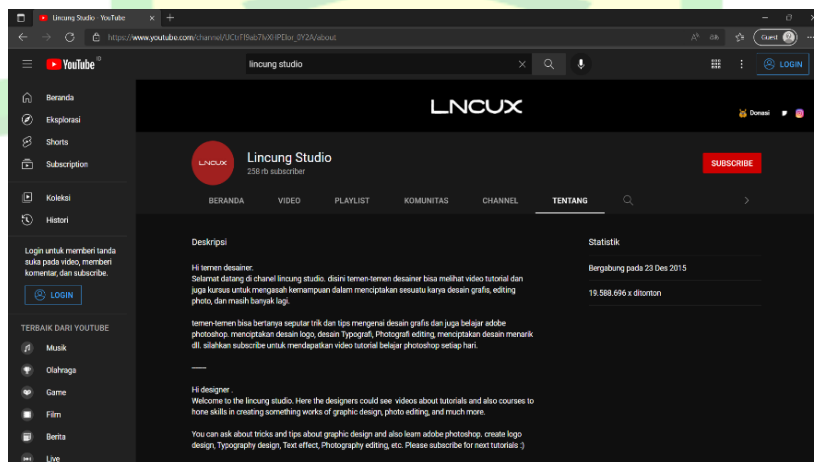 Lincung Studio - YouTube
https://www.youtube.com/channel/
/about
Guest
YouTube ID
lincung studio
LOGIN
Beranda
Eksplorasi
Shorts
Subscription
Koleksi
Histori
Login untuk memberi tanda
suka pada video, memberi
komentar, dan subscribe.
LOGIN
TERBAIK DARI YOUTUBE
Musik
Olahraga
Game
Film
Berita
Live
LNCUX
Donasi
LNCUX
Lincung Studio
258 rb subscriber
SUBSCRIBE
BERANDA
VIDEO
PLAYLIST
KOMUNITAS
CHANNEL
TENTANG
Deskripsi
Hi temen desainer.
Selamat datang di chanel lincung studio. disini temen-temen desainer bisa melihat video tutorial dan
juga kursus untuk mengasah kemampuan dalam menciptakan sesuatu karya desain grafis, editing
photo, dan masih banyak lagi.
temen-temen bisa bertanya seputar trik dan tips mengenai desain grafis dan juga belajar adobe
photoshop. menciptakan desain logo, desain Typografi, Photografi editing, menciptakan desain menarik
dll. silahkan subscribe untuk mendapatkan video tutorial belajar photoshop setiap hari.
——
Hi designer .
Welcome to the lincung studio. Here the designers could see videos about tutorials and also courses to
hone skills in creating something works of graphic design, photo editing, and much more.
You can ask about tricks and tips about graphic design and also learn adobe photoshop. create logo
design, Typography design, Text effect, Photography editing, etc. Please subscribe for next tutorials :)
Statistik
Bergabung pada 23 Des 2015
19.588.696 x ditonton